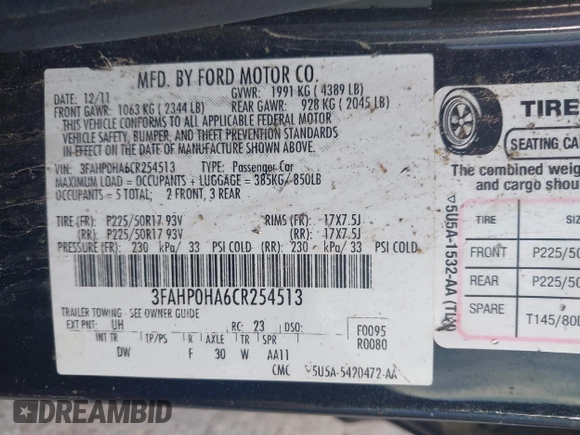 MFD. BY FORD MOTOR CO.
DATE: 12/11 GVWR: 1991 KG ( 4389 LB)
FRONT GAWR: 1063 KG ( 2344 LB) REAR GAWR: 928 KG ( 2045 LB)
THIS VEHICLE CONFORMS TO ALL APPLICABLE FEDERAL MOTOR
VEHICLE SAFETY, BUMPER, AND THEFT PREVENTION STANDARDS
IN EFFECT ON THE DATE OF MANUFACTURE SHOWN ABOVE.
VIN: 3FAHP0HA6CR254513 TYPE: Passenger Car
MAXIMUM LOAD = OCCUPANTS + LUGGAGE = 385KG/ 850LB
OCCUPANTS = 5 TOTAL: 2 FRONT, 3 REAR
TIRE(FR): P225/50R17 93V RIMS(FR): 17X7.5J
(RR): P225/50R17 93V (RR): 17X7.5J
PRESSURE(FR): 230 kPa/ 33 PSI COLD (RR): 230 kPa/ 33 PSI COLD
3FAHP0HA6CR254513
TRAILER TOWING - SEE OWNER GUIDE
EXT PNT: UH RC: 23 DSO: F0095
R0080
INT TR TP/PS R AXLE TR SPR
DW F 30 W AA11
CMC ▽5U5A-5420472-AA
▽5U5A-1532-AA (TW)
TIRE
SEATING CA
The combined weig
and cargo shou
TIRE SIZE
FRONT P225/50
REAR P225/50
SPARE T145/80D
DREAMBID